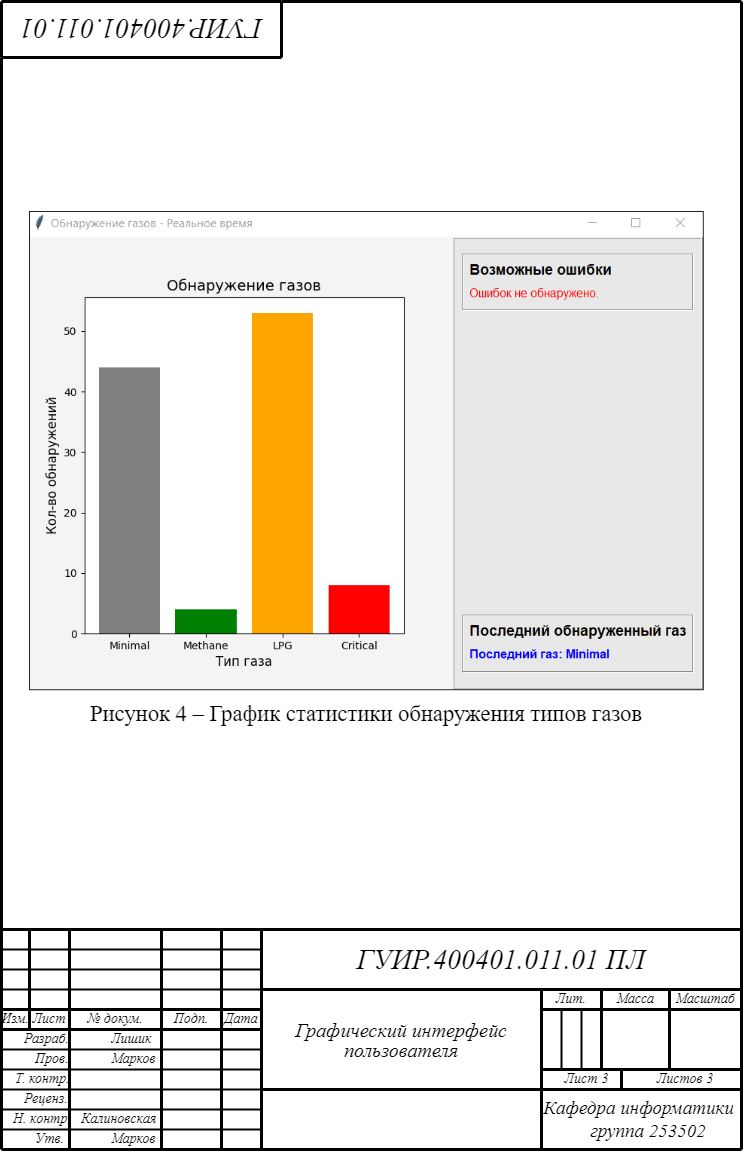 ГУИР.400401.011.01
Обнаружение газов - Реальное время
Обнаружение газов
50
40
30
20
10
0
Кол-во обнаружений
Minimal Methane LPG Critical
Тип газа
Возможные ошибки
Ошибок не обнаружено.
Последний обнаруженный газ
Последний газ: Minimal
Рисунок 4 – График статистики обнаружения типов газов
ГУИР.400401.011.01 ПЛ
Изм. Лист № докум. Подп. Дата
Разраб. Лишик
Пров. Марков
Т. контр.
Реценз.
Н. контр Калиновская
Утв. Марков
Графический интерфейс
пользователя
Лит. Масса Масштаб
Лист 3 Листов 3
Кафедра информатики
группа 253502